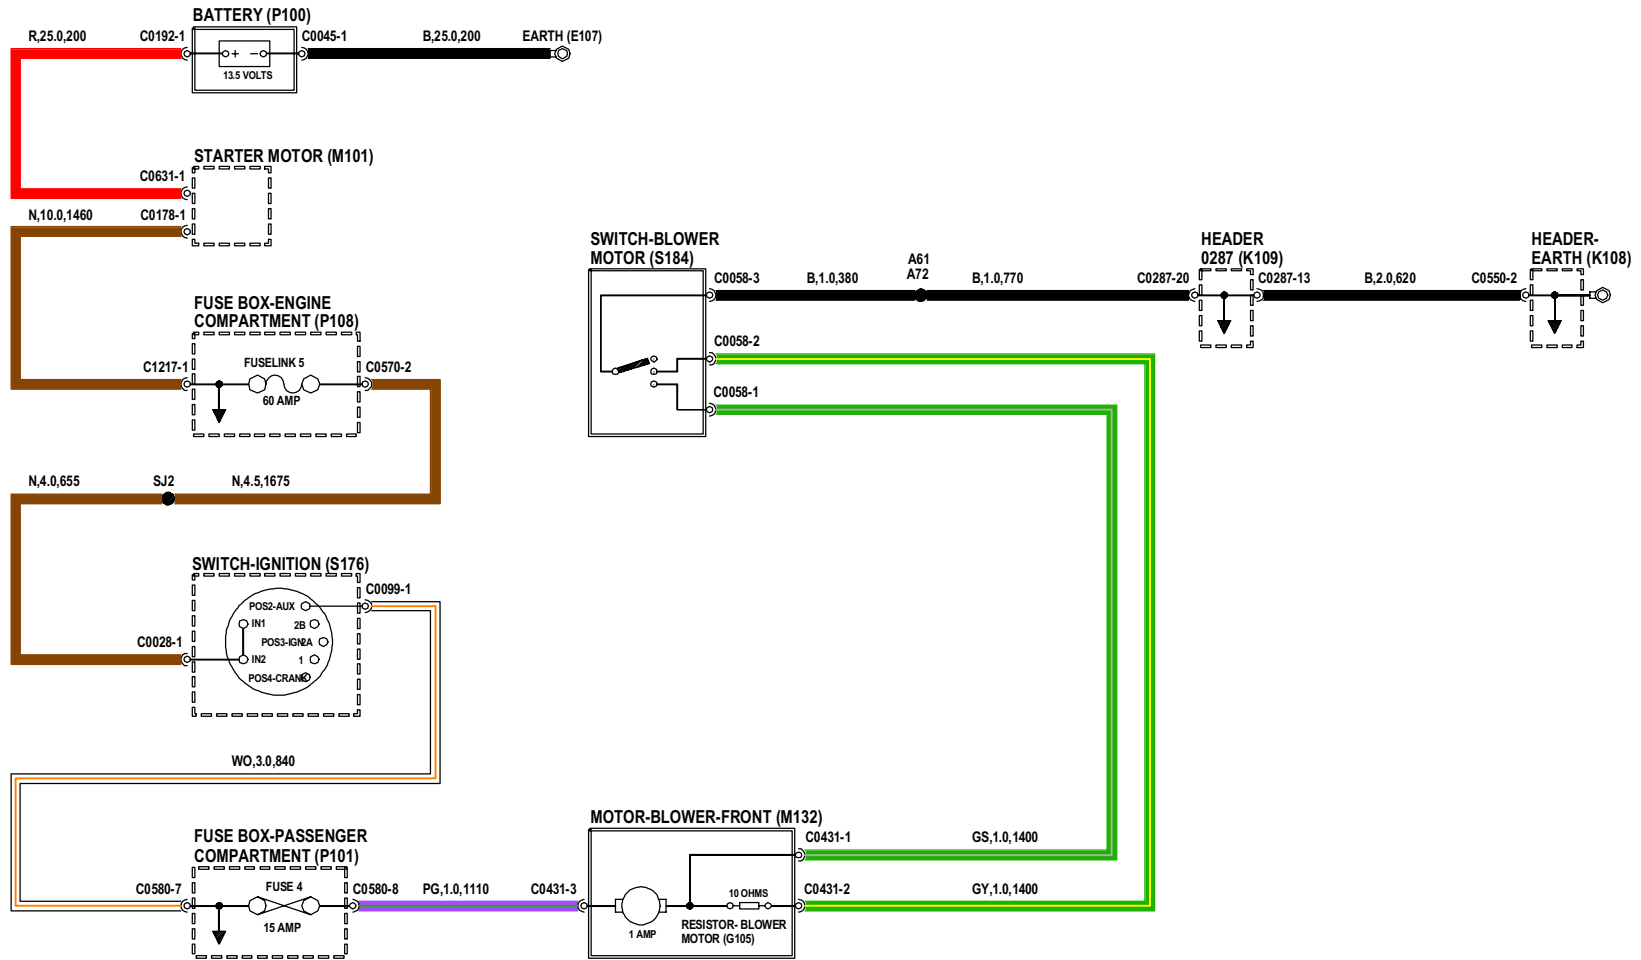 BATTERY (P100)
R,25.0,200
C0192-1
C0045-1
B,25.0,200
EARTH (E107)
+ −
13.5 VOLTS
STARTER MOTOR (M101)
C0631-1
N,10.0,1460
C0178-1
FUSE BOX-ENGINE
COMPARTMENT (P108)
C1217-1
FUSELINK 5
C0570-2
60 AMP
N,4.0,655
SJ2
N,4.5,1675
SWITCH-IGNITION (S176)
C0099-1
POS2-AUX
IN1
2B
POS3-IGN
2A
C0028-1
IN2
1
POS4-CRANK
WO,3.0,840
FUSE BOX-PASSENGER
COMPARTMENT (P101)
C0580-7
FUSE 4
C0580-8
15 AMP
PG,1.0,1110
C0431-3
SWITCH-BLOWER
MOTOR (S184)
C0058-3
B,1.0,380
A61
A72
B,1.0,770
C0287-20
HEADER
0287 (K109)
C0287-13
B,2.0,620
C0550-2
HEADER-
EARTH (K108)
C0058-2
C0058-1
MOTOR-BLOWER-FRONT (M132)
C0431-1
GS,1.0,1400
10 OHMS
C0431-2
GY,1.0,1400
1 AMP
RESISTOR- BLOWER
MOTOR (G105)